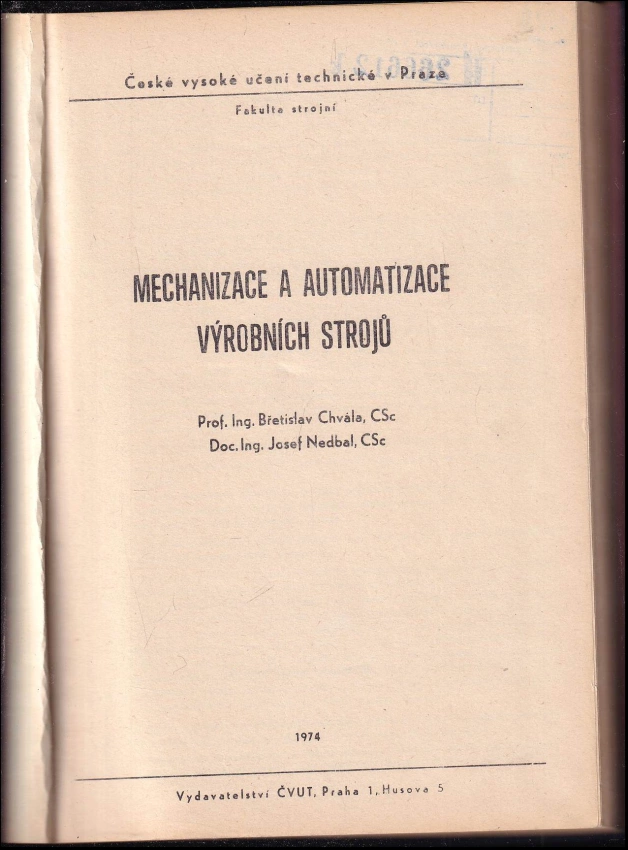 České vysoké učení technické v Praze
Fakulta strojní
MECHANIZACE A AUTOMATIZACE
VÝROBNÍCH STROJŮ
Prof. Ing. Břetislav Chvála, CSc
Doc. Ing. Josef Nedbal, CSc
1974
Vydavatelství ČVUT, Praha 1, Husova 5